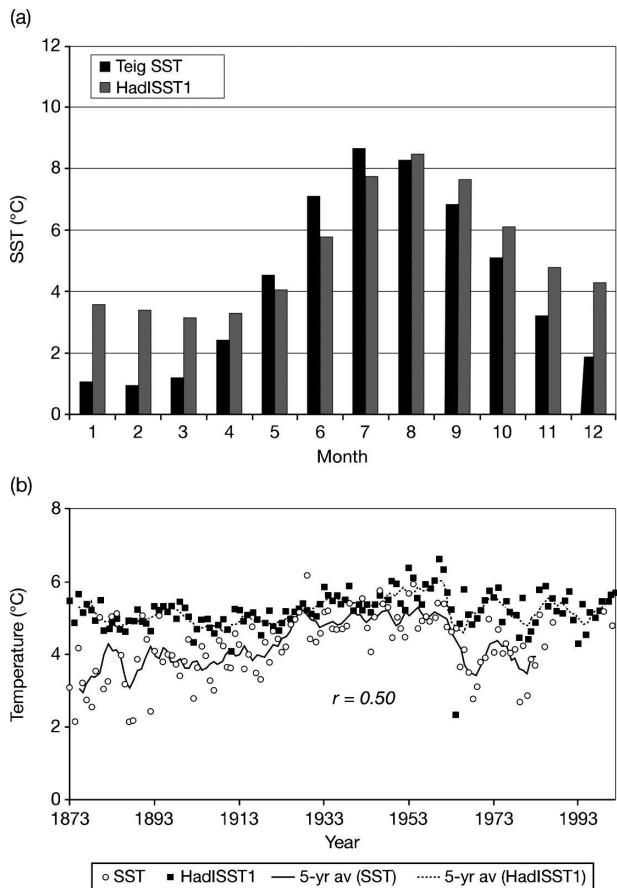 (a)
12
10
8
6
4
2
0
SST (°C)
Teig SST
HadISST1
1 2 3 4 5 6 7 8 9 10 11 12
Month
(b)
8
6
4
2
0
Temperature (°C)
r = 0.50
1873 1893 1913 1933 1953 1973 1993
Year
SST HadISST1 5-yr av (SST) 5-yr av (HadISST1)